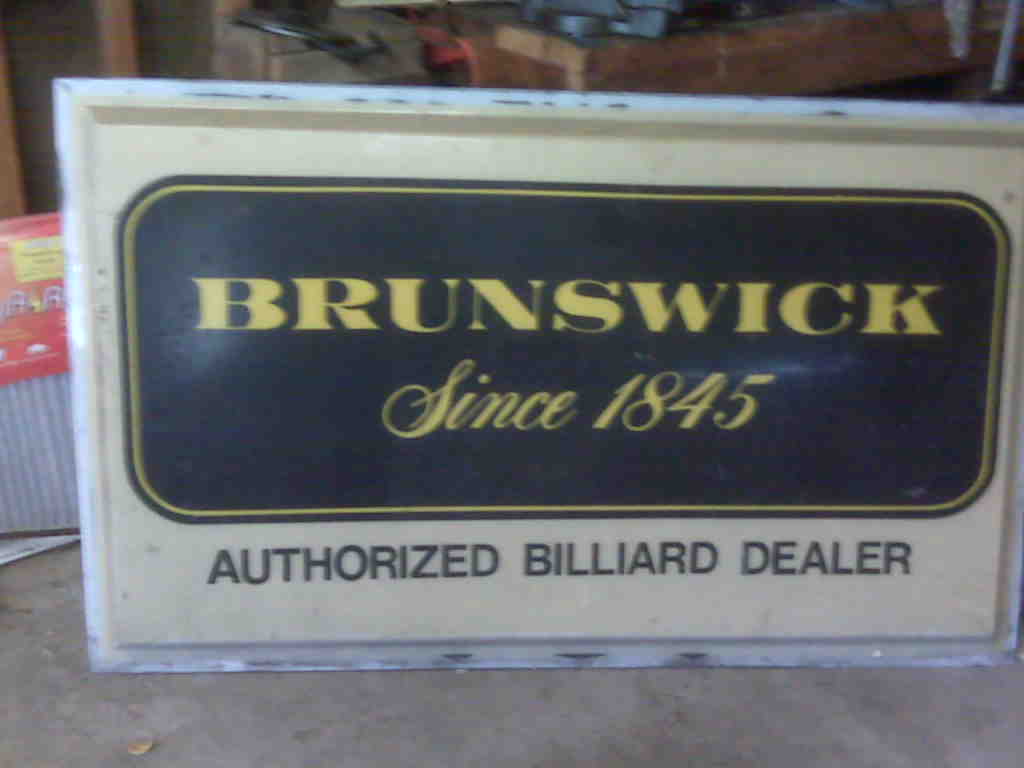 BRUNSWICK
Since 1845
AUTHORIZED BILLIARD DEALER